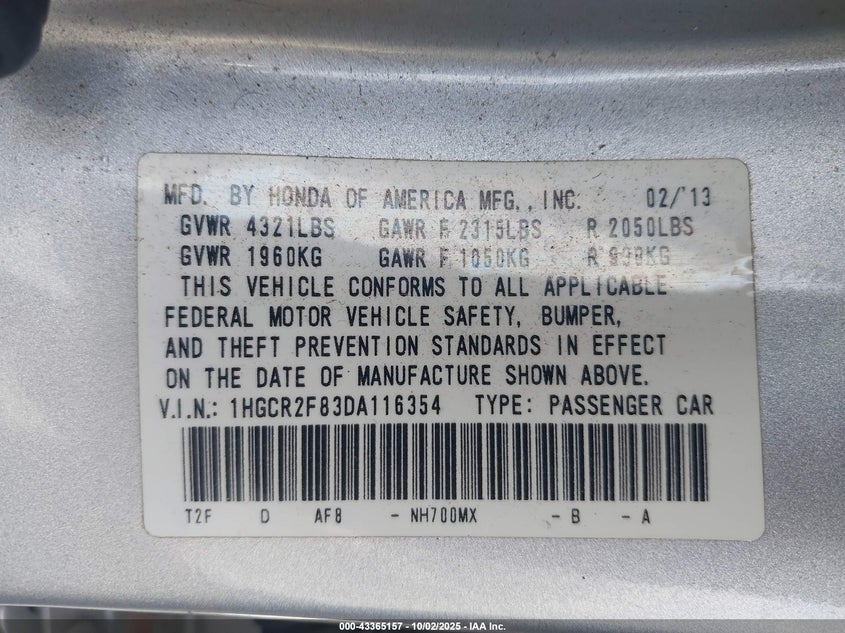 MFD. BY HONDA OF AMERICA MFG., INC. 02/'13
GVWR 4321LBS GAWR F 2315LBS R 2050LBS
GVWR 1960KG GAWR F 1050KG R 930KG
THIS VEHICLE CONFORMS TO ALL APPLICABLE
FEDERAL MOTOR VEHICLE SAFETY, BUMPER,
AND THEFT PREVENTION STANDARDS IN EFFECT
ON THE DATE OF MANUFACTURE SHOWN ABOVE.
V.I.N.: 1HGCR2F83DA116354 TYPE: PASSENGER CAR
T2F D AF8 - NH700MX - B - A
000-43365157 - 10/02/2025 - IAA Inc.